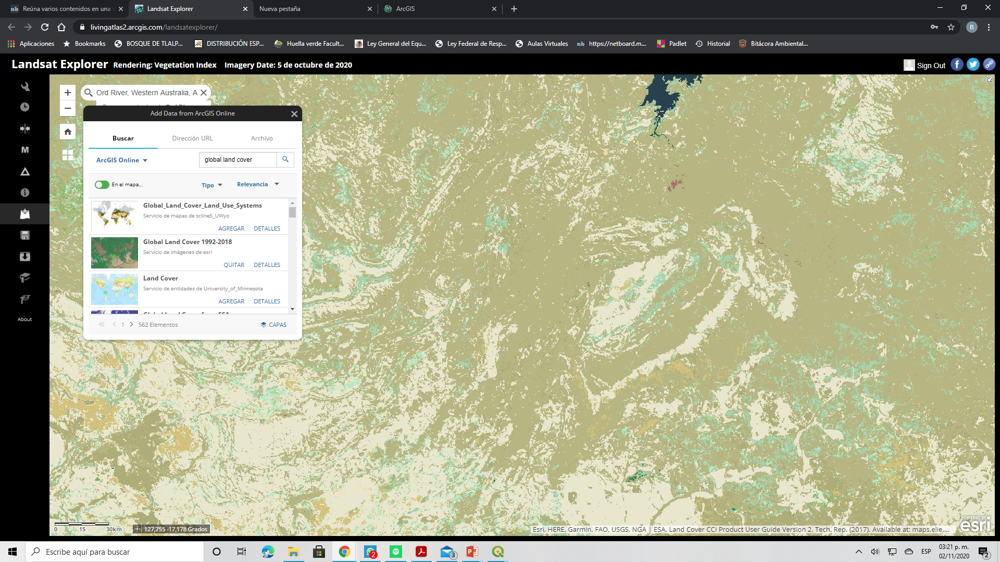 Reúna varios contenidos en una
Landsat Explorer
Nueva pestaña
ArcGIS
livingatlas2.arcgis.com/landsatexplorer/
B
Aplicaciones
Bookmarks
BOSQUE DE TLALP...
DISTRIBUCIÓN ESP...
Huella verde Facult...
Ley General del Equ...
Ley Federal de Resp...
Aulas Virtuales
nb https://netboard.m...
Padlet
Historial
Bitácora Ambiental...
Landsat Explorer Rendering: Vegetation Index Imagery Date: 5 de octubre de 2020
Sign Out
Ord River, Western Australia, A
Add Data from ArcGIS Online
Buscar
Dirección URL
Archivo
ArcGIS Online
global land cover
En el mapa...
Tipo
Relevancia
Global_Land_Cover_Land_Use_Systems
Servicio de mapas de scline5_UWyo
AGREGAR DETALLES
Global Land Cover 1992-2018
Servicio de imágenes de esri
QUITAR DETALLES
Land Cover
Servicio de entidades de University_of_Minnesota
AGREGAR DETALLES
1
562 Elementos
CAPAS
M
About
0 15 30km
127,755 -17,178 Grados
Esri, HERE, Garmin, FAO, USGS, NGA | ESA. Land Cover CCI Product User Guide Version 2. Tech. Rep. (2017). Available at: maps.elie....
POWERED BY
esri
Escribe aquí para buscar
2
3
ESP
03:21 p. m.
02/11/2020
2